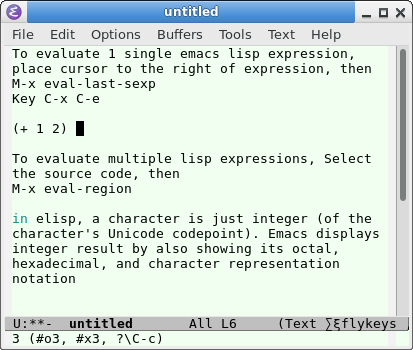 untitled
File Edit Options Buffers Tools Text Help
To evaluate 1 single emacs lisp expression,
place cursor to the right of expression, then
M-x eval-last-sexp
Key C-x C-e
(+ 1 2)
To evaluate multiple lisp expressions, Select
the source code, then
M-x eval-region
in elisp, a character is just integer (of the
character's Unicode codepoint). Emacs displays
integer result by also showing its octal,
hexadecimal, and character representation
notation
U:**- untitled All L6 (Text ∑ξflykeys
3 (#o3, #x3, ?\C-c)